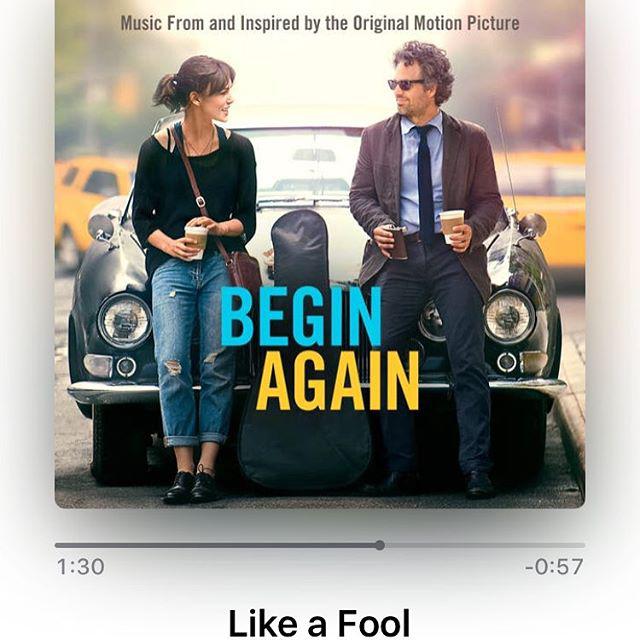 Music From and Inspired by the Original Motion Picture
BEGIN
AGAIN
1:30
-0:57
Like a Fool